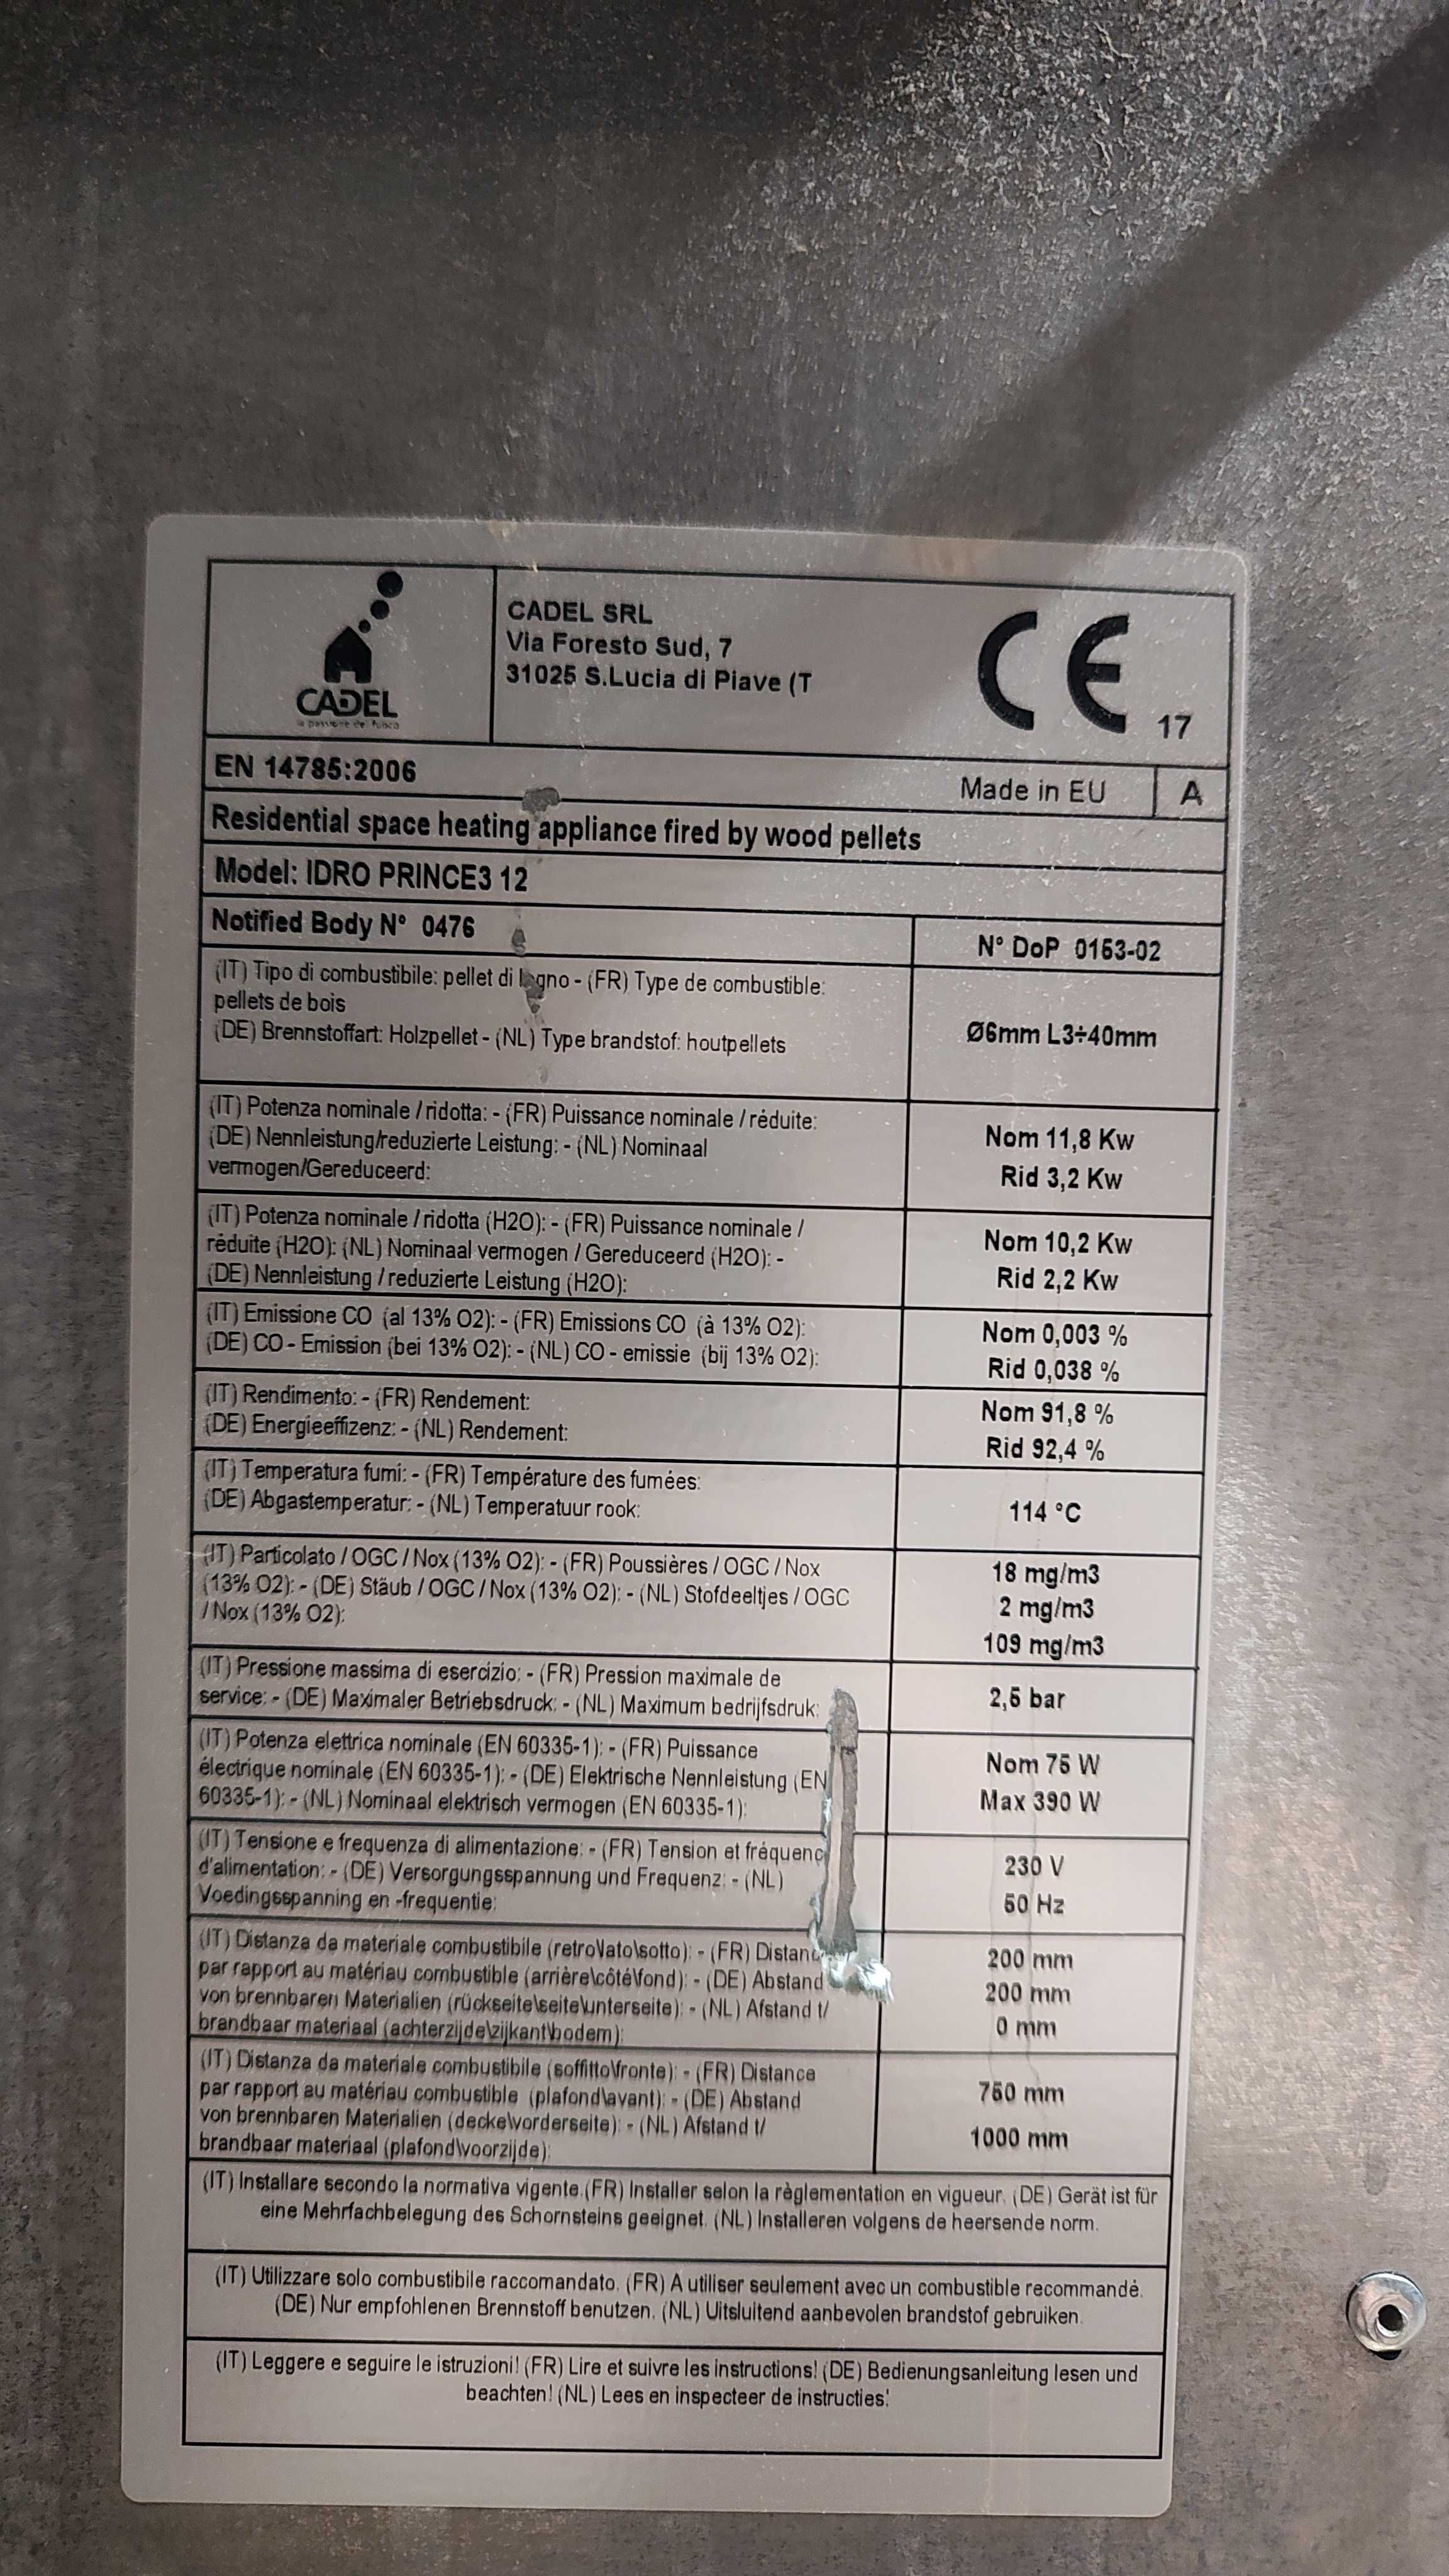 CADEL
la passione del fuoco
CADEL SRL
Via Foresto Sud, 7
31025 S.Lucia di Piave (T
CE 17
EN 14785:2006
Made in EU
A
Residential space heating appliance fired by wood pellets
Model: IDRO PRINCE3 12
Notified Body N° 0476
N° DoP 0163-02
(IT) Tipo di combustibile: pellet di legno - (FR) Type de combustible:
pellets de bois
(DE) Brennstoffart: Holzpellet - (NL) Type brandstof: houtpellets
Ø6mm L3÷40mm
(IT) Potenza nominale / ridotta: - (FR) Puissance nominale / réduite:
(DE) Nennleistung/reduzierte Leistung: - (NL) Nominaal
vermogen/Gereduceerd:
Nom 11,8 Kw
Rid 3,2 Kw
(IT) Potenza nominale / ridotta (H2O): - (FR) Puissance nominale /
réduite (H2O): (NL) Nominaal vermogen / Gereduceerd (H2O): -
(DE) Nennleistung / reduzierte Leistung (H2O):
Nom 10,2 Kw
Rid 2,2 Kw
(IT) Emissione CO (al 13% O2): - (FR) Emissions CO (à 13% O2):
(DE) CO - Emission (bei 13% O2): - (NL) CO - emissie (bij 13% O2):
Nom 0,003 %
Rid 0,038 %
(IT) Rendimento: - (FR) Rendement:
(DE) Energieeffizenz: - (NL) Rendement:
Nom 91,8 %
Rid 92,4 %
(IT) Temperatura fumi: - (FR) Température des fumées:
(DE) Abgastemperatur: - (NL) Temperatuur rook:
114 °C
(IT) Particolato / OGC / Nox (13% O2): - (FR) Poussières / OGC / Nox
(13% O2): - (DE) Stäub / OGC / Nox (13% O2): - (NL) Stofdeeltjes / OGC
/ Nox (13% O2):
18 mg/m3
2 mg/m3
109 mg/m3
(IT) Pressione massima di esercizio: - (FR) Pression maximale de
service: - (DE) Maximaler Betriebsdruck: - (NL) Maximum bedrijfsdruk:
2,5 bar
(IT) Potenza elettrica nominale (EN 60335-1): - (FR) Puissance
électrique nominale (EN 60335-1): - (DE) Elektrische Nennleistung (EN
60335-1): - (NL) Nominaal elektrisch vermogen (EN 60335-1):
Nom 75 W
Max 390 W
(IT) Tensione e frequenza di alimentazione: - (FR) Tension et fréquenc
d'alimentation: - (DE) Versorgungsspannung und Frequenz: - (NL)
Voedingsspanning en -frequentie:
230 V
50 Hz
(IT) Distanza da materiale combustibile (retro\lato\sotto): - (FR) Distanc
par rapport au matériau combustible (arrière\côté\fond): - (DE) Abstand
von brennbaren Materialien (rückseite\seite\unterseite): - (NL) Afstand t/
brandbaar materiaal (achterzijde\zijkant\bodem):
200 mm
200 mm
0 mm
(IT) Distanza da materiale combustibile (soffitto\fronte): - (FR) Distance
par rapport au matériau combustible (plafond\avant): - (DE) Abstand
von brennbaren Materialien (decke\vorderseite): - (NL) Afstand t/
brandbaar materiaal (plafond\voorzijde):
750 mm
1000 mm
(IT) Installare secondo la normativa vigente.(FR) Installer selon la règlementation en vigueur. (DE) Gerät ist für
eine Mehrfachbelegung des Schornsteins geeignet. (NL) Installeren volgens de heersende norm.
(IT) Utilizzare solo combustibile raccomandato. (FR) A utiliser seulement avec un combustible recommandé.
(DE) Nur empfohlenen Brennstoff benutzen. (NL) Uitsluitend aanbevolen brandstof gebruiken.
(IT) Leggere e seguire le istruzioni! (FR) Lire et suivre les instructions! (DE) Bedienungsanleitung lesen und
beachten! (NL) Lees en inspecteer de instructies!